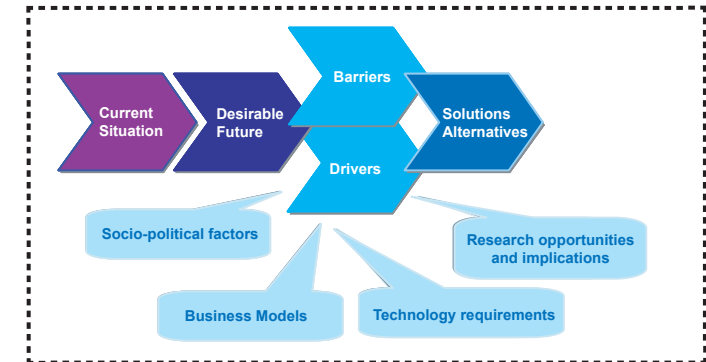 Barriers
Current
Situation
Desirable
Future
Solutions
Alternatives
Drivers
Socio-political factors
Research opportunities
and implications
Business Models
Technology requirements